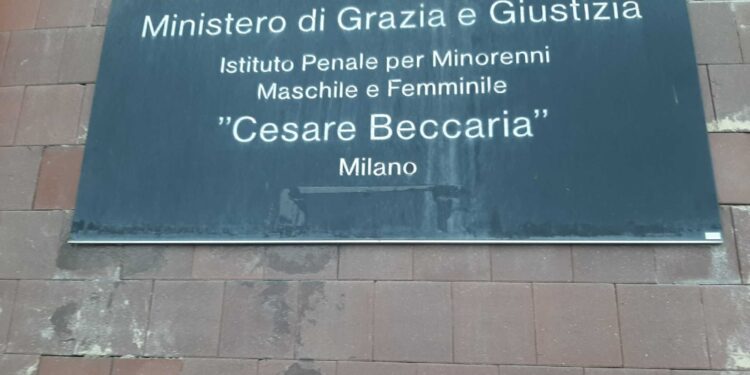 Ministero di Grazia e Giustizia
Istituto Penale per Minorenni
Maschile e Femminile
"Cesare Beccaria"
Milano